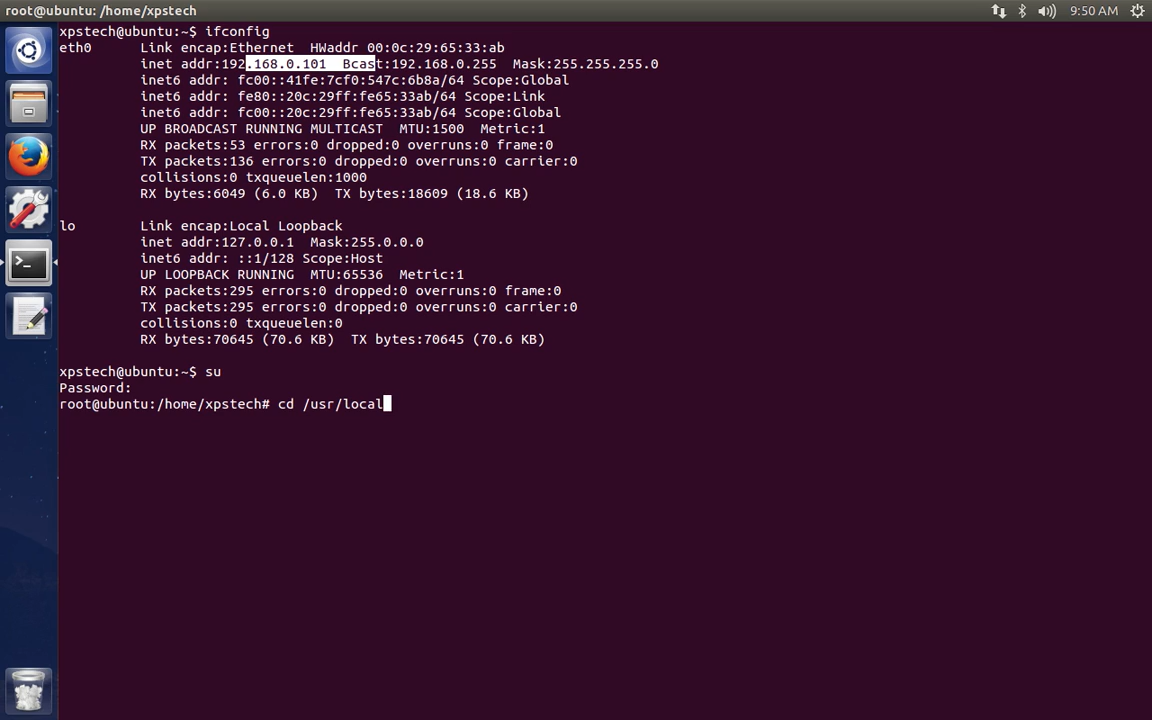 root@ubuntu: /home/xpstech
9:50 AM
xpstech@ubuntu:~$ ifconfig
eth0 Link encap:Ethernet HWaddr 00:0c:29:65:33:ab
inet addr:192.168.0.101 Bcast:192.168.0.255 Mask:255.255.255.0
inet6 addr: fc00::41fe:7cf0:547c:6b8a/64 Scope:Global
inet6 addr: fe80::20c:29ff:fe65:33ab/64 Scope:Link
inet6 addr: fc00::20c:29ff:fe65:33ab/64 Scope:Global
UP BROADCAST RUNNING MULTICAST MTU:1500 Metric:1
RX packets:53 errors:0 dropped:0 overruns:0 frame:0
TX packets:136 errors:0 dropped:0 overruns:0 carrier:0
collisions:0 txqueuelen:1000
RX bytes:6049 (6.0 KB) TX bytes:18609 (18.6 KB)
lo Link encap:Local Loopback
inet addr:127.0.0.1 Mask:255.0.0.0
inet6 addr: ::1/128 Scope:Host
UP LOOPBACK RUNNING MTU:65536 Metric:1
RX packets:295 errors:0 dropped:0 overruns:0 frame:0
TX packets:295 errors:0 dropped:0 overruns:0 carrier:0
collisions:0 txqueuelen:0
RX bytes:70645 (70.6 KB) TX bytes:70645 (70.6 KB)
xpstech@ubuntu:~$ su
Password:
root@ubuntu:/home/xpstech# cd /usr/local